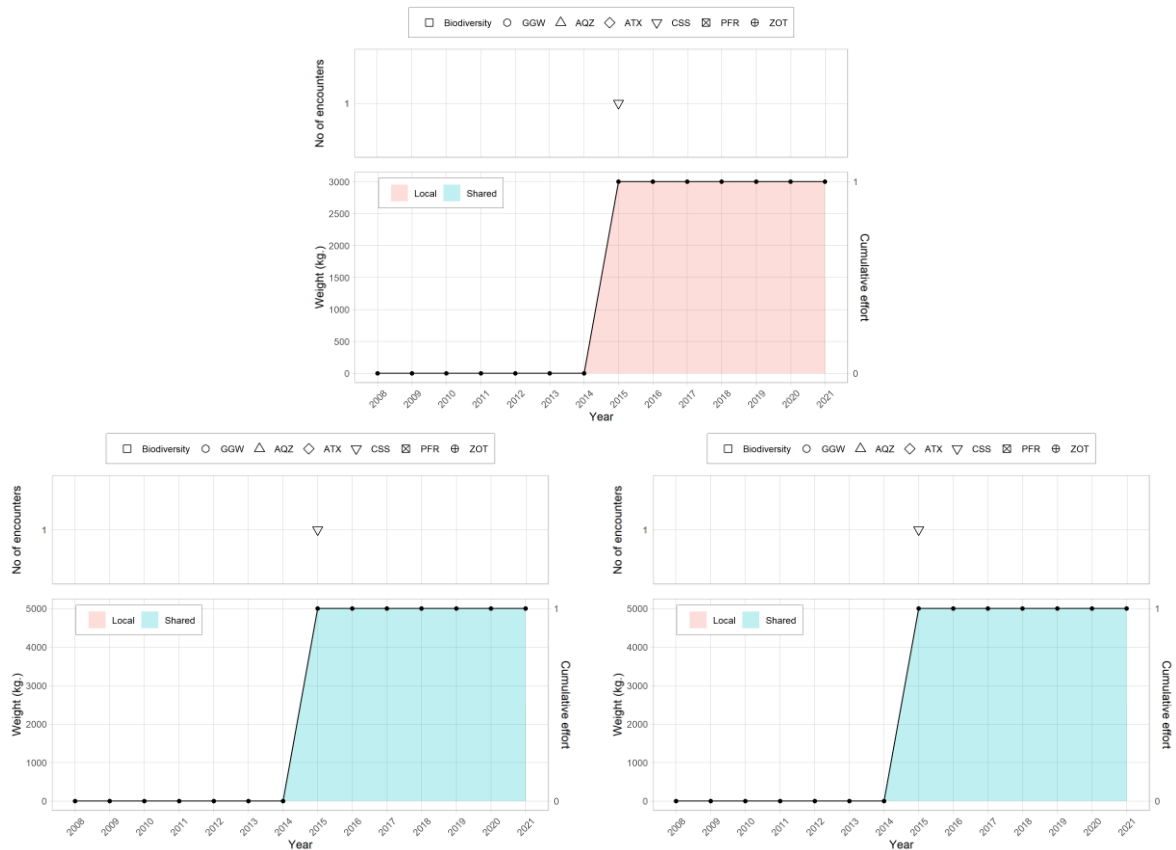 Biodiversity GGW AQZ ATX CSS PFR ZOT
No of encounters
1
Local Shared
3000
2500
2000
1500
1000
500
0
Weight (kg.)
1
0
Cumulative effort
2008 2009 2010 2011 2012 2013 2014 2015 2016 2017 2018 2019 2020 2021
Year
Biodiversity GGW AQZ ATX CSS PFR ZOT
No of encounters
1
Local Shared
5000
4000
3000
2000
1000
0
Weight (kg.)
1
0
Cumulative effort
2008 2009 2010 2011 2012 2013 2014 2015 2016 2017 2018 2019 2020 2021
Year
Biodiversity GGW AQZ ATX CSS PFR ZOT
No of encounters
1
Local Shared
5000
4000
3000
2000
1000
0
Weight (kg.)
1
0
Cumulative effort
2008 2009 2010 2011 2012 2013 2014 2015 2016 2017 2018 2019 2020 2021
Year